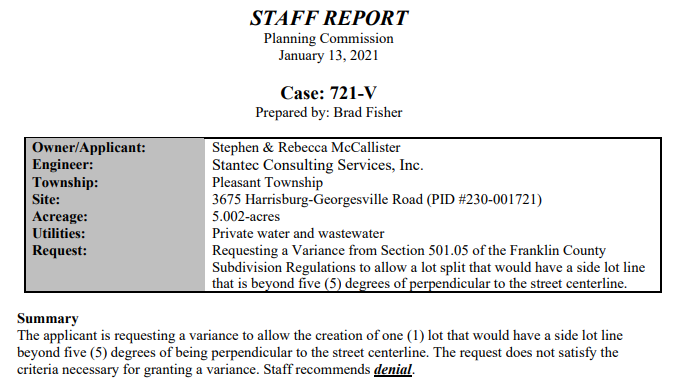 STAFF REPORT
Planning Commission
January 13, 2021
Case: 721-V
Prepared by: Brad Fisher
Owner/Applicant: Stephen & Rebecca McCallister
Engineer: Stantec Consulting Services, Inc.
Township: Pleasant Township
Site: 3675 Harrisburg-Georgesville Road (PID #230-001721)
Acreage: 5.002-acres
Utilities: Private water and wastewater
Request: Requesting a Variance from Section 501.05 of the Franklin County
Subdivision Regulations to allow a lot split that would have a side lot line
that is beyond five (5) degrees of perpendicular to the street centerline.
Summary
The applicant is requesting a variance to allow the creation of one (1) lot that would have a side lot line
beyond five (5) degrees of being perpendicular to the street centerline. The request does not satisfy the
criteria necessary for granting a variance. Staff recommends denial.